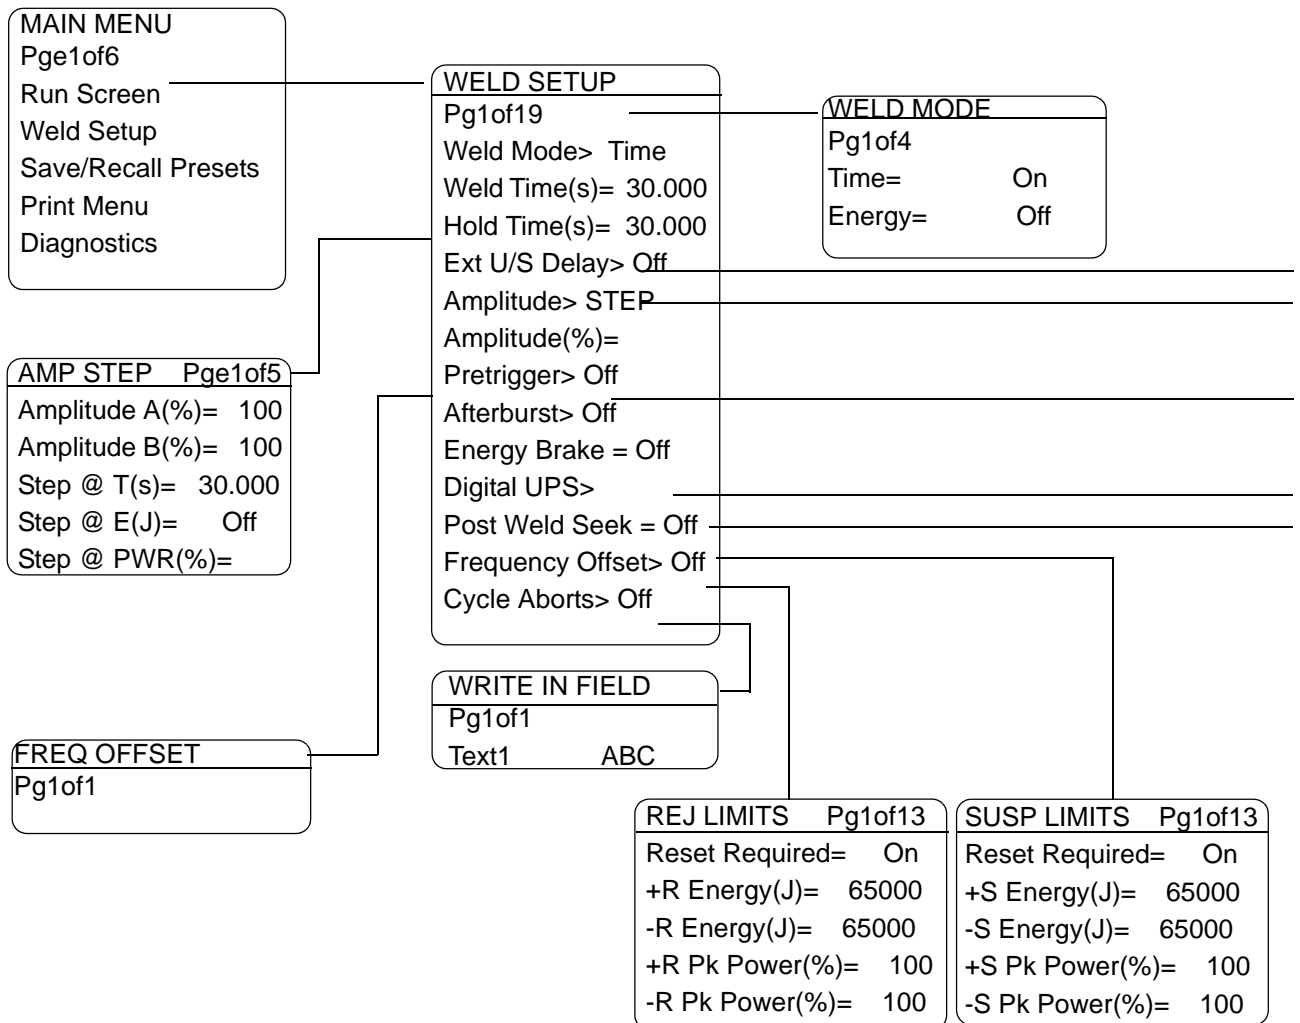 MAIN MENU
Pge1of6
Run Screen
Weld Setup
Save/Recall Presets
Print Menu
Diagnostics
WELD SETUP
Pg1of19
Weld Mode> Time
Weld Time(s)= 30.000
Hold Time(s)= 30.000
Ext U/S Delay> Off
Amplitude> STEP
Amplitude(%)=
Pretrigger> Off
Afterburst> Off
Energy Brake = Off
Digital UPS>
Post Weld Seek = Off
Frequency Offset> Off
Cycle Aborts> Off
WELD MODE
Pg1of4
Time= On
Energy= Off
AMP STEP Pge1of5
Amplitude A(%)= 100
Amplitude B(%)= 100
Step @ T(s)= 30.000
Step @ E(J)= Off
Step @ PWR(%)=
WRITE IN FIELD
Pg1of1
Text1 ABC
FREQ OFFSET
Pg1of1
REJ LIMITS Pg1of13
Reset Required= On
+R Energy(J)= 65000
-R Energy(J)= 65000
+R Pk Power(%)= 100
-R Pk Power(%)= 100
SUSP LIMITS Pg1of13
Reset Required= On
+S Energy(J)= 65000
-S Energy(J)= 65000
+S Pk Power(%)= 100
-S Pk Power(%)= 100